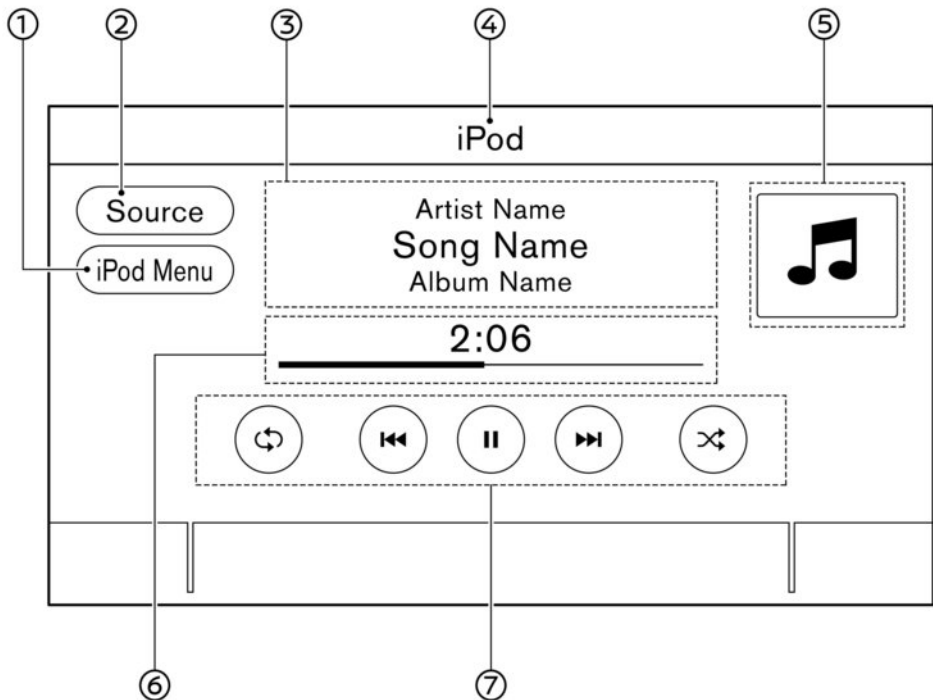 ① ② ③ ④ ⑤
iPod
Source
iPod Menu
Artist Name
Song Name
Album Name
2:06
⑥ ⑦